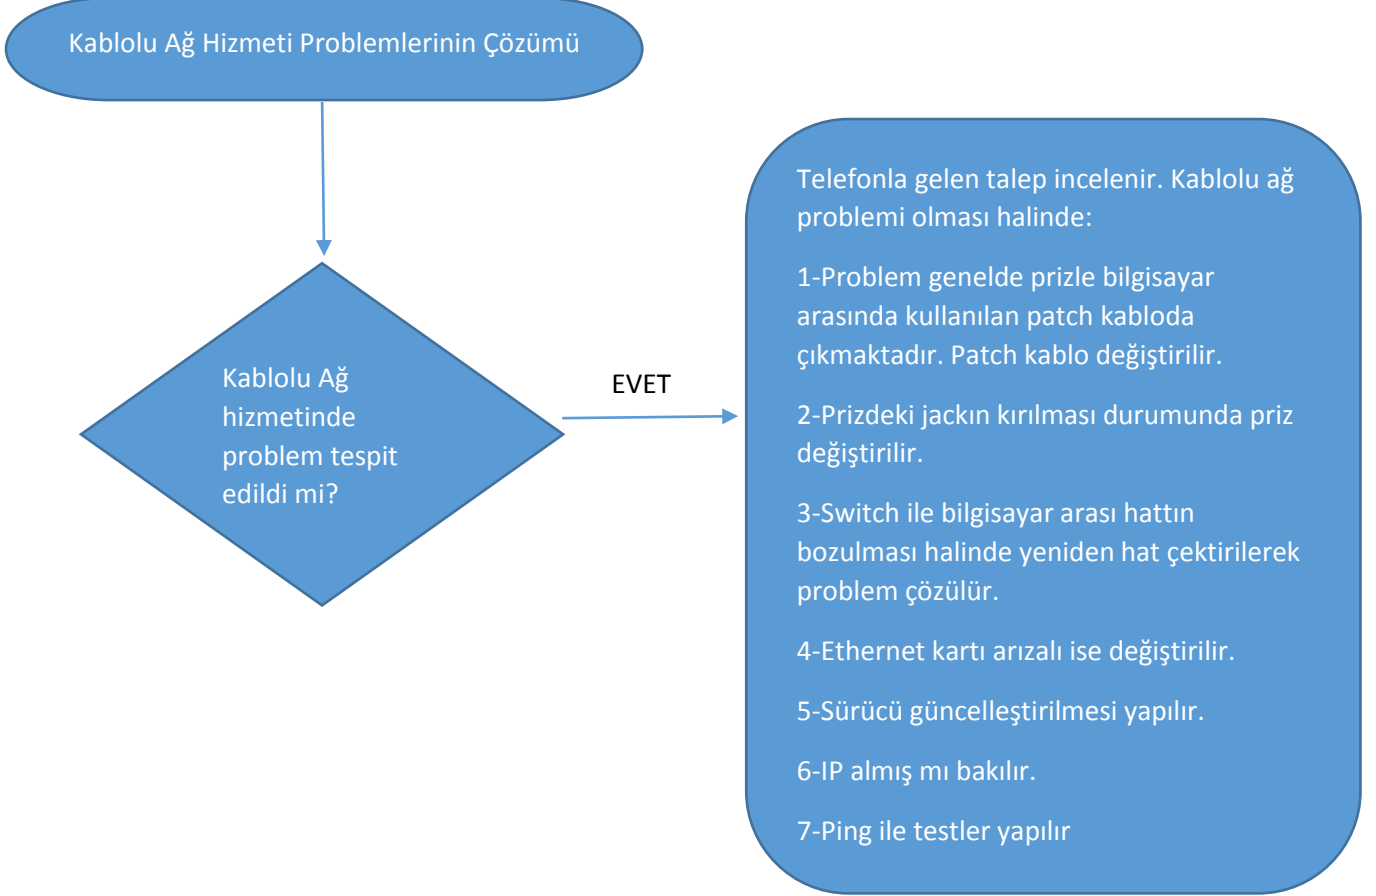 Kablolu Ağ Hizmeti Problemlerinin Çözümü
Kablolu Ağ
hizmetinde
problem tespit
edildi mi?
EVET
Telefonla gelen talep incelenir. Kablolu ağ
problemi olması halinde:
1-Problem genelde prizle bilgisayar
arasında kullanılan patch kabloda
çıkmaktadır. Patch kablo değiştirilir.
2-Prizdeki jackın kırılması durumunda priz
değiştirilir.
3-Switch ile bilgisayar arası hattın
bozulması halinde yeniden hat çektirilerek
problem çözülür.
4-Ethernet kartı arızalı ise değiştirilir.
5-Sürücü güncelleştirilmesi yapılır.
6-IP almış mı bakılır.
7-Ping ile testler yapılır